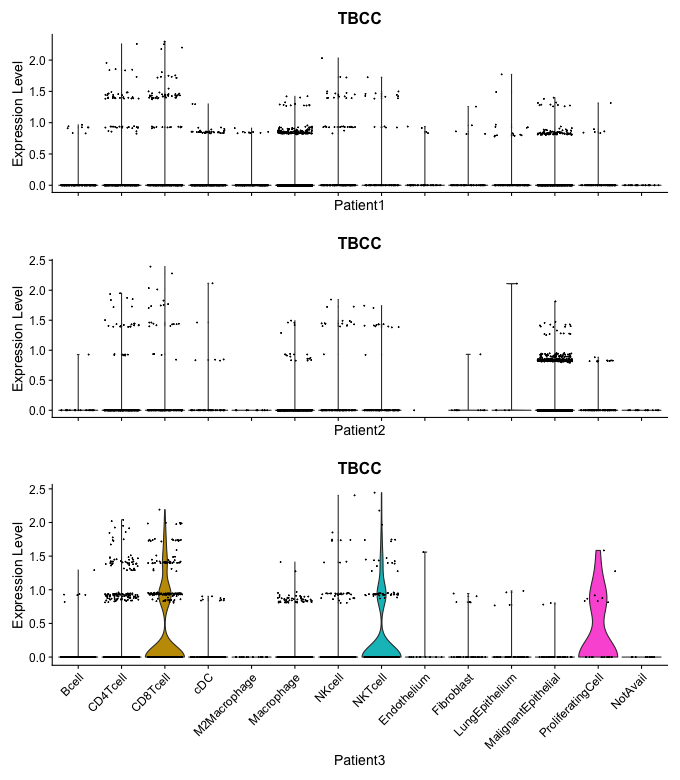 TBCC
Expression Level
2.0
1.5
1.0
0.5
0.0
Patient1
TBCC
Expression Level
2.5
2.0
1.5
1.0
0.5
0.0
Patient2
TBCC
Expression Level
2.5
2.0
1.5
1.0
0.5
0.0
Bcell
CD4Tcell
CD8Tcell
cDC
M2Macrophage
Macrophage
NKcell
NKTcell
Endothelium
Fibroblast
LungEpithelium
MalignantEpithelial
ProliferatingCell
NotAvail
Patient3